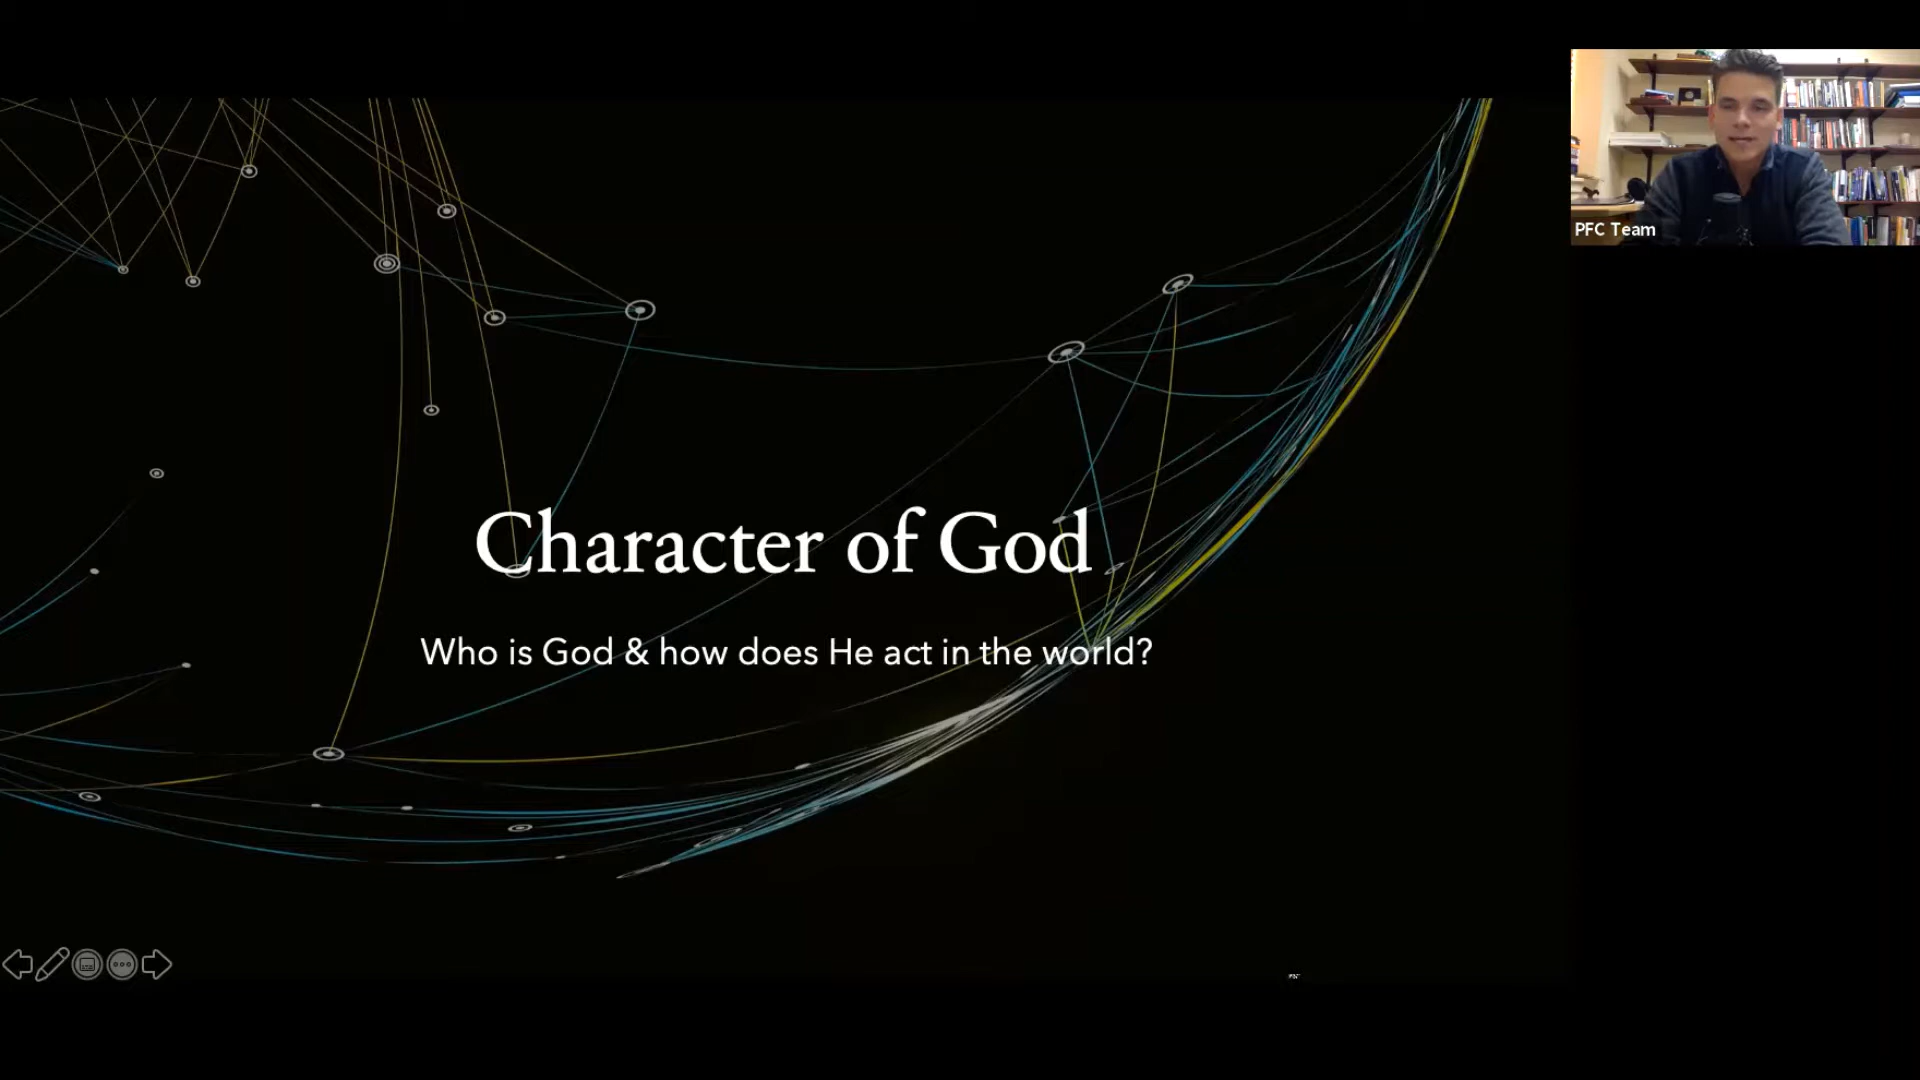 PFC Team
Character of God
Who is God & how does He act in the world?